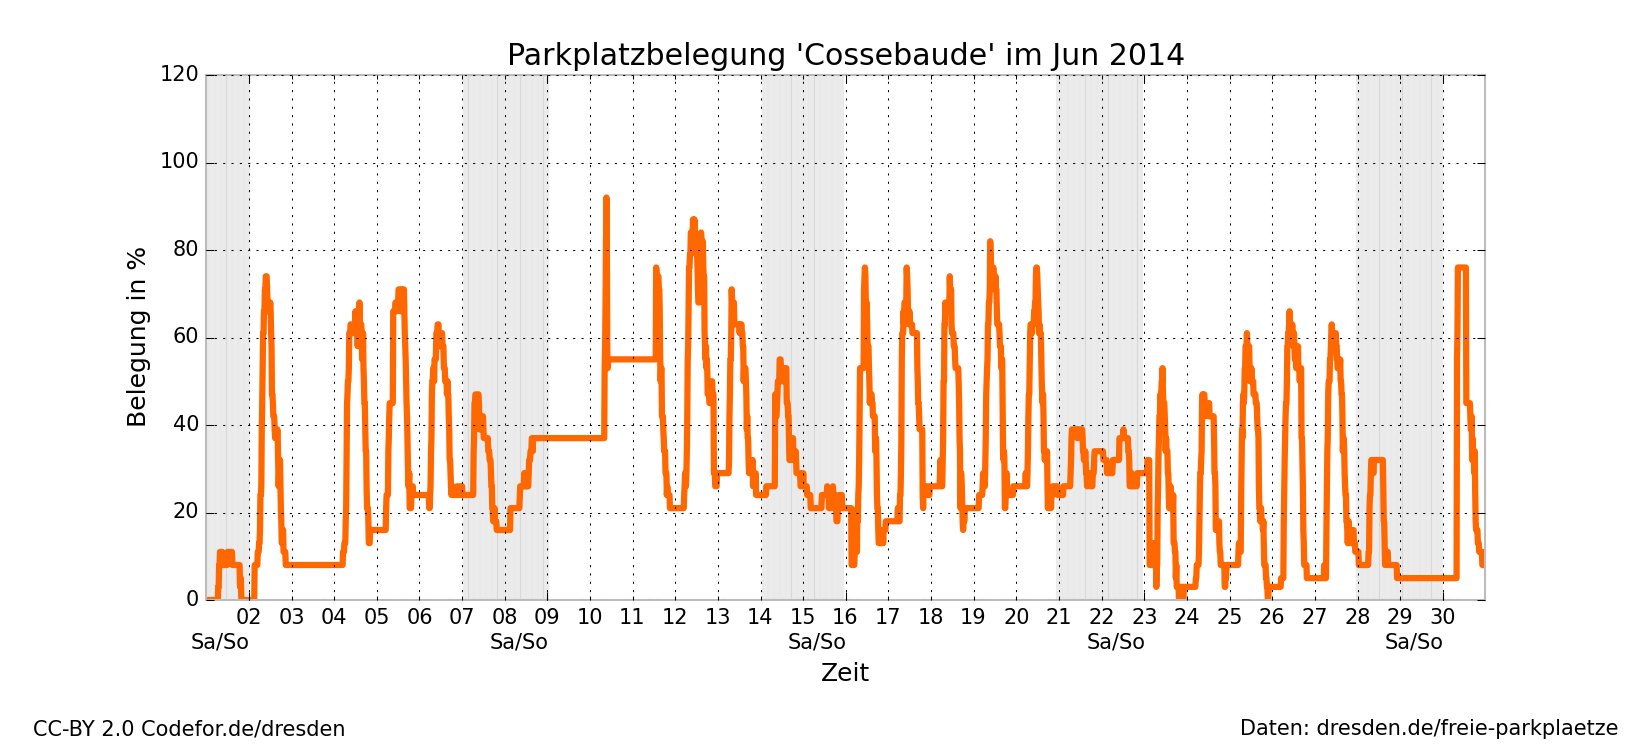 Parkplatzbelegung 'Cossebaude' im Jun 2014
Belegung in %
120
100
80
60
40
20
0
02 03 04 05 06 07 08 09 10 11 12 13 14 15 16 17 18 19 20 21 22 23 24 25 26 27 28 29 30
Sa/So Sa/So Sa/So Sa/So Sa/So
Zeit
CC-BY 2.0 Codefor.de/dresden
Daten: dresden.de/freie-parkplaetze